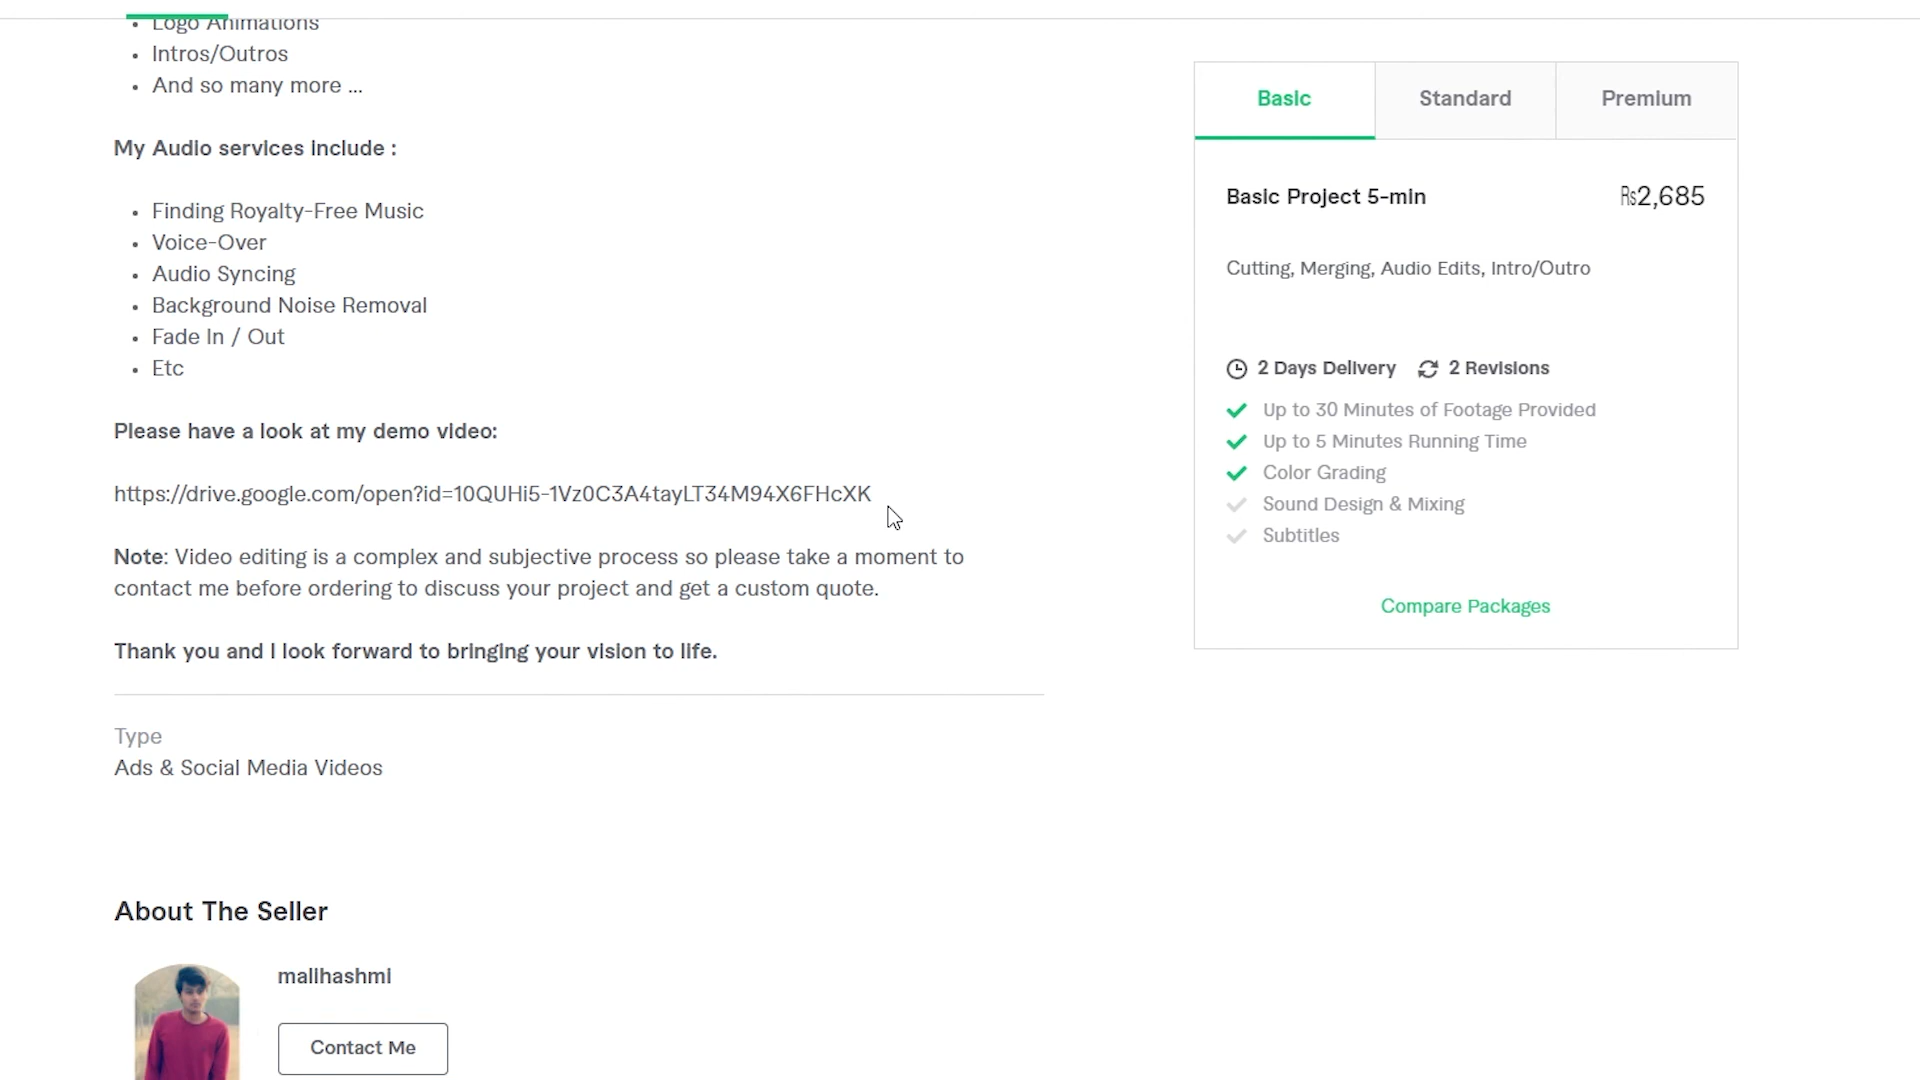 Logo Animations
Intros/Outros
And so many more ...
My Audio services include :
Finding Royalty-Free Music
Voice-Over
Audio Syncing
Background Noise Removal
Fade In / Out
Etc
Please have a look at my demo video:
https://drive.google.com/open?id=10QUHi5-1Vz0C3A4tayLT34M94X6FHcXK
Note: Video editing is a complex and subjective process so please take a moment to
contact me before ordering to discuss your project and get a custom quote.
Thank you and I look forward to bringing your vision to life.
Type
Ads & Social Media Videos
About The Seller
malihashmi
Contact Me
Basic Standard Premium
Basic Project 5-min ₨2,685
Cutting, Merging, Audio Edits, Intro/Outro
2 Days Delivery 2 Revisions
Up to 30 Minutes of Footage Provided
Up to 5 Minutes Running Time
Color Grading
Sound Design & Mixing
Subtitles
Compare Packages